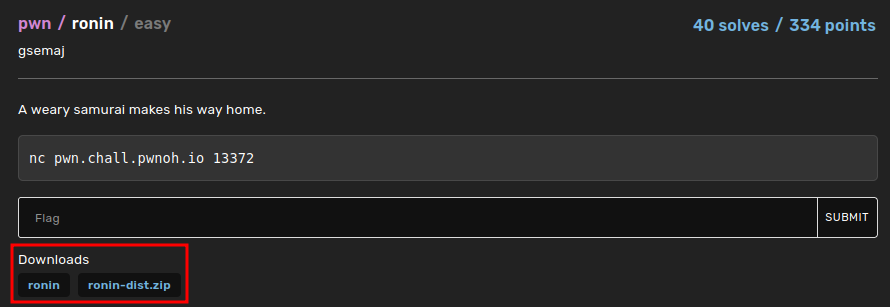 pwn / ronin / easy
40 solves / 334 points
gsemaj
A weary samurai makes his way home.
nc pwn.chall.pwnoh.io 13372
Flag
SUBMIT
Downloads
ronin
ronin-dist.zip